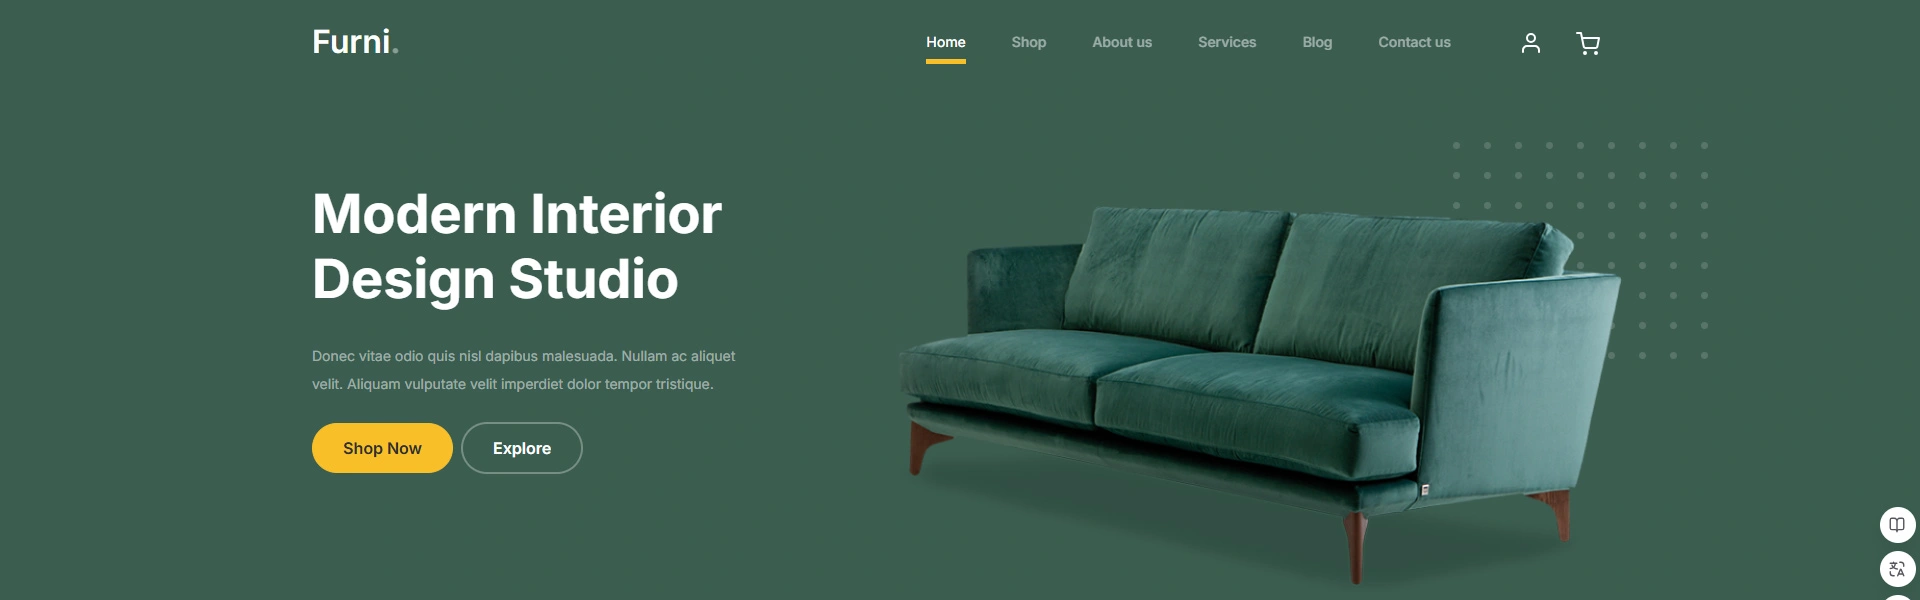 Furni.
Home Shop About us Services Blog Contact us
Modern Interior
Design Studio
Donec vitae odio quis nisl dapibus malesuada. Nullam ac aliquet
velit. Aliquam vulputate velit imperdiet dolor tempor tristique.
Shop Now Explore